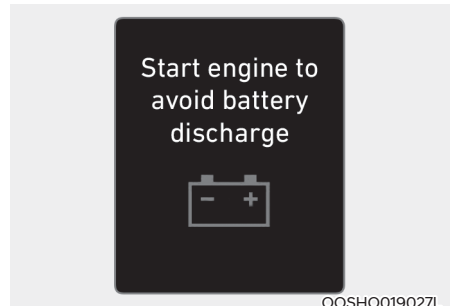 Start engine to
avoid battery
discharge
- +
OOSHO019027L